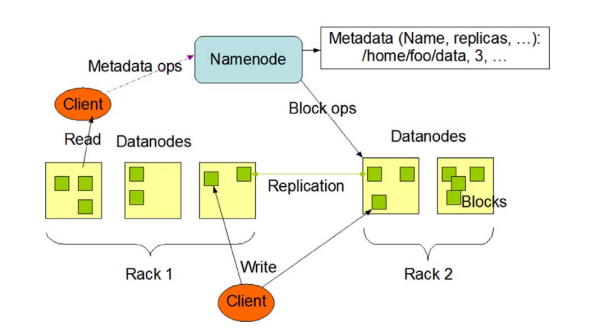 Metadata (Name, replicas, …):
/home/foo/data, 3, …
Namenode
Metadata ops
Client
Block ops
Read
Datanodes
Datanodes
Replication
Blocks
Rack 1
Write
Rack 2
Client